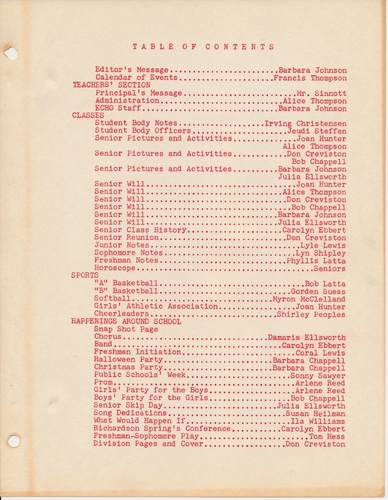 TABLE OF CONTENTS
Editor's Message....................Barbara Johnson
Calendar of Events..................Francis Thompson
TEACHERS' SECTION
Principal's Message....................Mr. Sinnott
Administration.......................Alice Thompson
ECHO Staff..........................Barbara Johnson
CLASSES
Student Body Notes...............Irving Christensen
Student Body Officers................Jeudi Steffen
Senior Pictures and Activities..........Joan Hunter
Alice Thompson
Senior Pictures and Activities........Don Creviston
Bob Chappell
Senior Pictures and Activities......Barbara Johnson
Julia Ellsworth
Senior Will.............................Joan Hunter
Senior Will..........................Alice Thompson
Senior Will...........................Don Creviston
Senior Will............................Bob Chappell
Senior Will.........................Barbara Johnson
Senior Will.........................Julia Ellsworth
Senior Class History..................Carolyn Ebbert
Senior Reunion........................Don Creviston
Junior Notes.............................Lyle Lewis
Sophomore Notes.........................Lyn Shipley
Freshman Notes........................Phyllis Latta
Horoscope...................................Seniors
SPORTS
"A" Basketball............................Bob Latta
"B" Basketball.........................Gorden Suess
Softball............................Myron McClelland
Girls' Athletic Association.............Joan Hunter
Cheerleaders.........................Shirley Peoples
HAPPENINGS AROUND SCHOOL
Snap Shot Page
Chorus.............................Damaris Ellsworth
Band..................................Carolyn Ebbert
Freshman Initiation.....................Coral Lewis
Halloween Party.....................Barbara Chappell
Christmas Party.....................Barbara Chappell
Public Schools' Week....................Sonny Sawyer
Prom.....................................Arlene Reed
Girls' Party for the Boys................Arlene Reed
Boys' Party for the Girls...............Bob Chappell
Senior Skip Day......................Julia Ellsworth
Song Dedications.......................Susan Heilman
What Would Happen If....................Ila Williams
Richardson Spring's Conference........Carolyn Ebbert
Freshman-Sophomore Play.....................Tom Hess
Division Pages and Cover...............Don Creviston